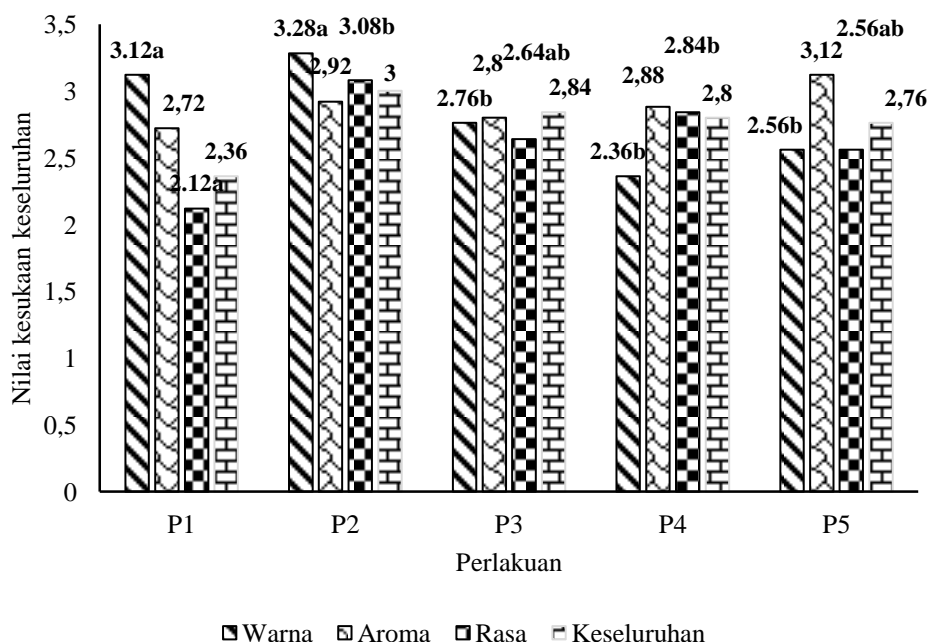 3,5
3
2,5
2
1,5
1
0,5
0
Nilai kesukaan keseluruhan
3.12a
2,72
2.12a
2,36
3.28a
2,92
3.08b
3
2.76b
2,8
2.64ab
2,84
2.36b
2,88
2.84b
2,8
2.56b
3,12
2.56ab
2,76
P1 P2 P3 P4 P5
Perlakuan
Warna Aroma Rasa Keseluruhan